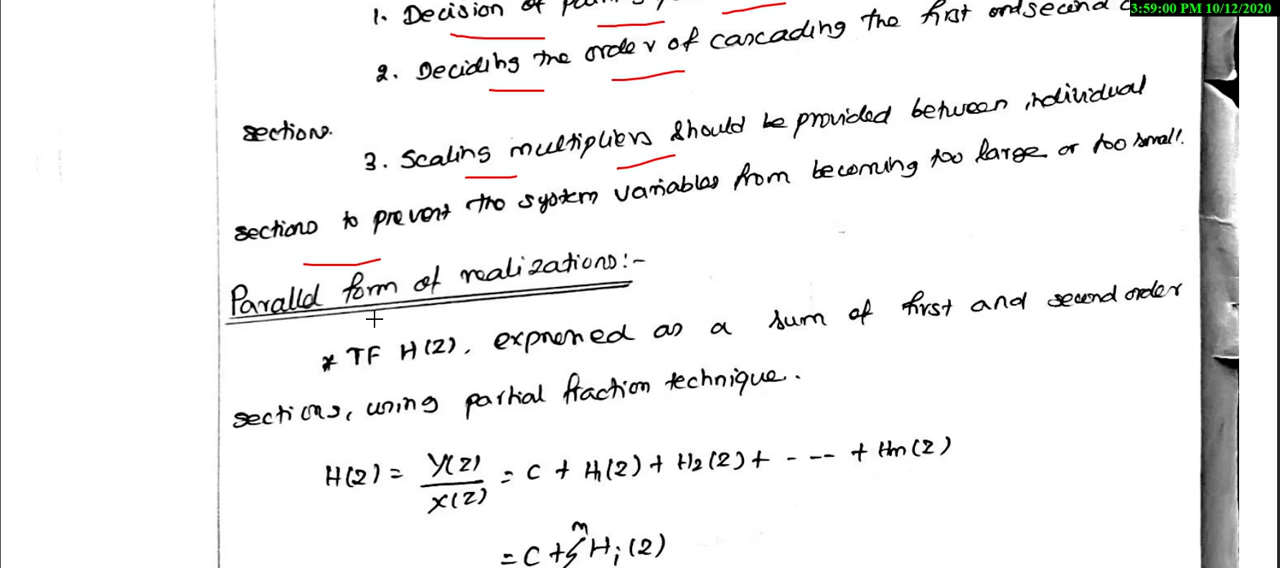 3:59:00 PM 10/12/2020
1. Decision of
2. Deciding the order of cascading the first and second
sections.
3. Scaling multipliers should be provided between individual
sections to prevent the system variables from becoming too large or too small.
Parallel form of realizations:-
* TF H(z), expressed as a sum of first and second order
sections, using partial fraction technique.
H(z) = Y(z)/X(z) = C + H1(z) + H2(z) + - -- + Hm(z)
= C + m Σ Hi(z)